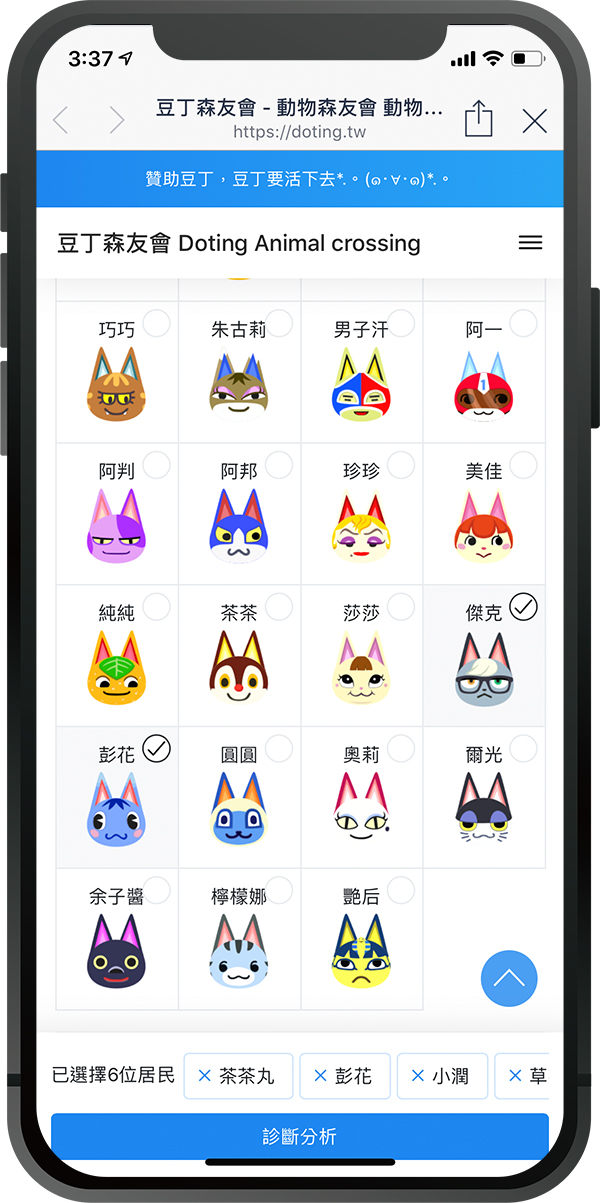 3:37
豆丁森友會 - 動物森友會 動物...
https://doting.tw
贊助豆丁，豆丁要活下去*.。(๑･∀･๑)*.。
豆丁森友會 Doting Animal crossing
巧巧 朱古莉 男子汗 阿一
1
阿判 阿邦 珍珍 美佳
純純 茶茶 莎莎 傑克
彭花 圓圓 奧莉 爾光
余子醬 檸檬娜 艷后
已選擇6位居民 × 茶茶丸 × 彭花 × 小潤 × 草
診斷分析